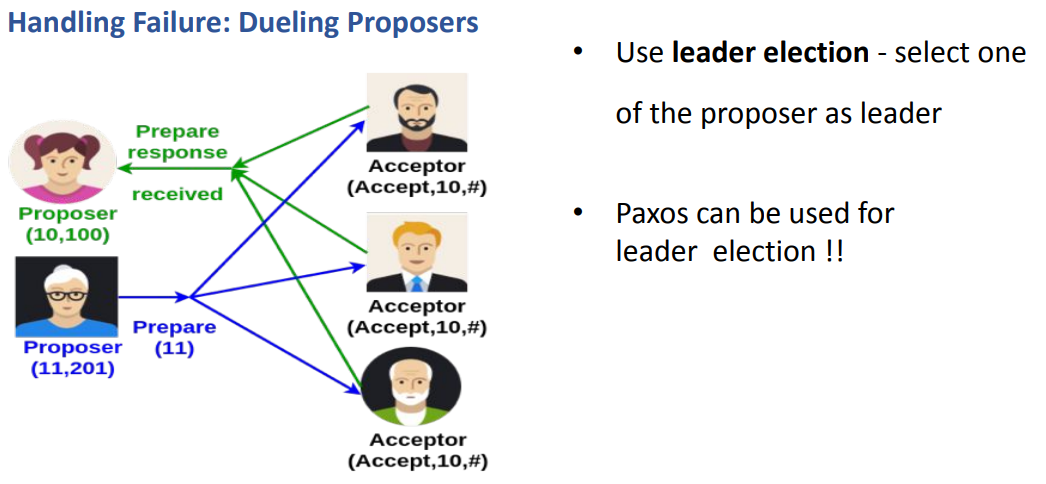 Handling Failure: Dueling Proposers
Prepare
response
received
Proposer
(10,100)
Proposer
(11,201)
Prepare
(11)
Acceptor
(Accept,10,#)
Acceptor
(Accept,10,#)
Acceptor
(Accept,10,#)
• Use leader election - select one
of the proposer as leader
• Paxos can be used for
leader election !!